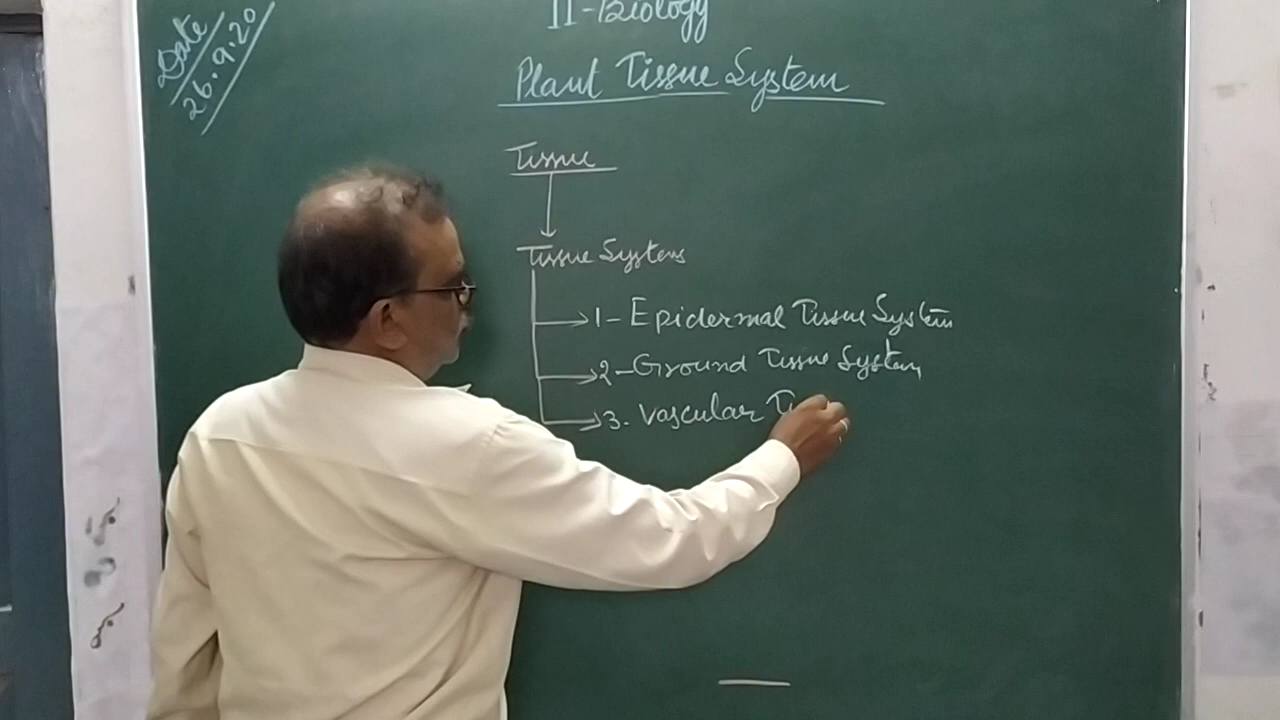 Date
26.9.20
II-Biology
Plant Tissue System
Tissue
Tissue Systems
1- Epidermal Tissue System
2- Ground Tissue System
3. Vascular